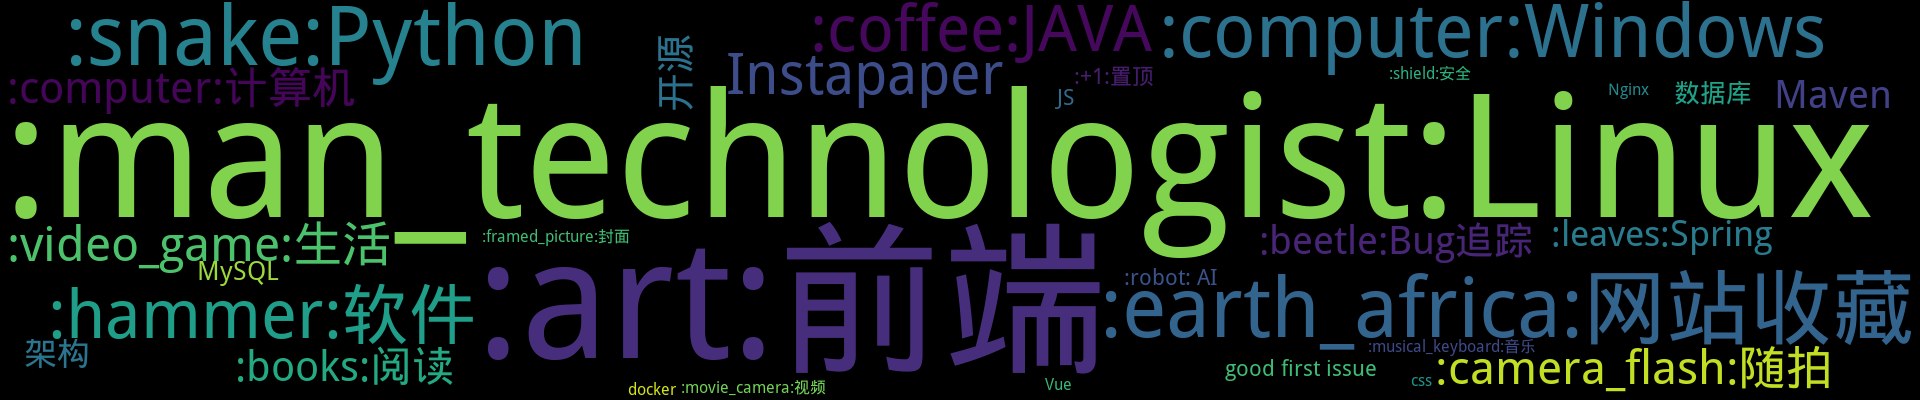 :snake:Python
:coffee:JAVA
:computer:Windows
:computer:计算机
开源
Instapaper
:+1:置顶
JS
:shield:安全
Nginx
数据库
Maven
:man_technologist:Linux
:video_game:生活
:framed_picture:封面
MySQL
:art:前端
:beetle:Bug追踪
:leaves:Spring
:robot: AI
:hammer:软件
:earth_africa:网站收藏
架构
:books:阅读
:musical_keyboard:音乐
good first issue
css
:camera_flash:随拍
docker
:movie_camera:视频
Vue